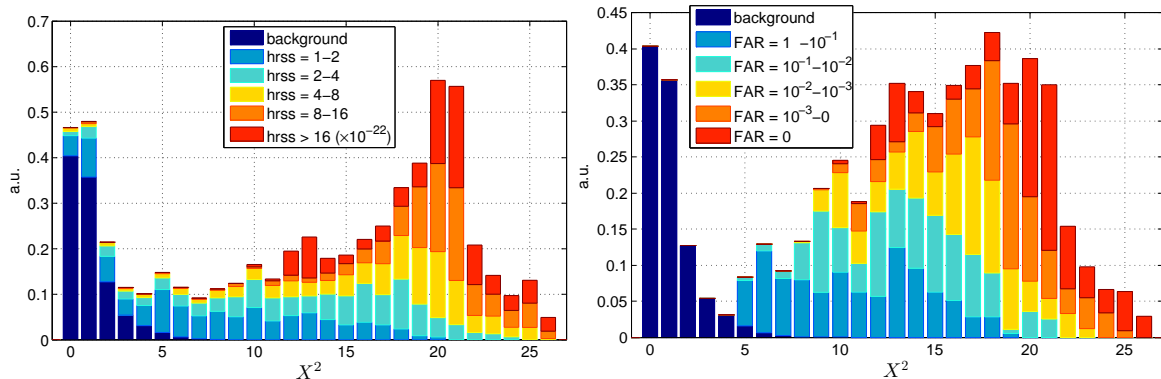 0.7
0.6
0.5
0.4
0.3
0.2
0.1
0
a.u.
background
hrss = 1−2
hrss = 2−4
hrss = 4−8
hrss = 8−16
hrss > 16 (×10⁻²²)
0 5 10 15 20 25
X²
0.45
0.4
0.35
0.3
0.25
0.2
0.15
0.1
0.05
0
a.u.
background
FAR = 1 −10⁻¹
FAR = 10⁻¹−10⁻²
FAR = 10⁻²−10⁻³
FAR = 10⁻³−0
FAR = 0
0 5 10 15 20 25
X²